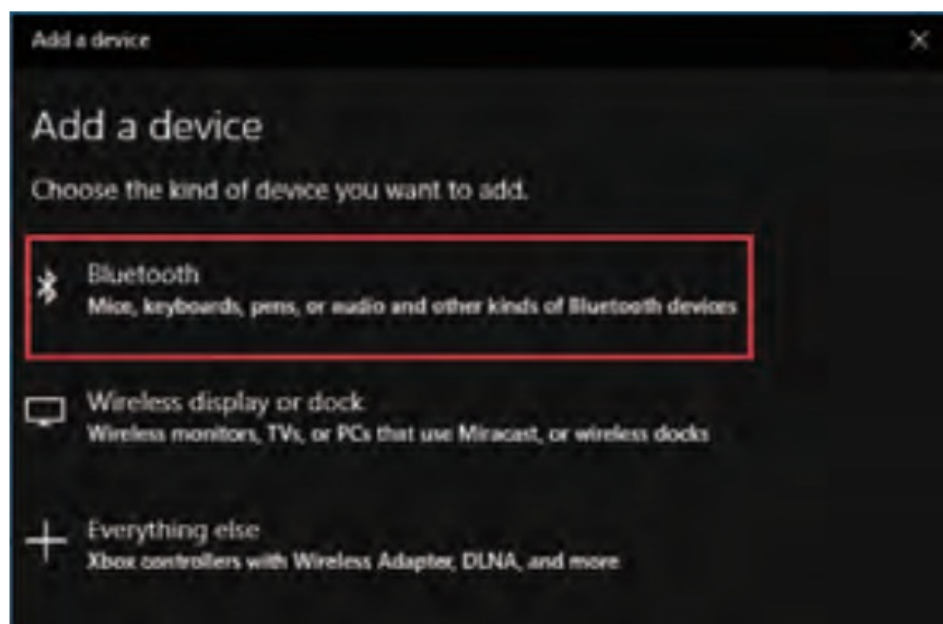 Add a device
Add a device
Choose the kind of device you want to add.
Bluetooth
Mice, keyboards, pens, or audio and other kinds of Bluetooth devices
Wireless display or dock
Wireless monitors, TVs, or PCs that use Miracast, or wireless docks
Everything else
Xbox controllers with Wireless Adapter, DLNA, and more